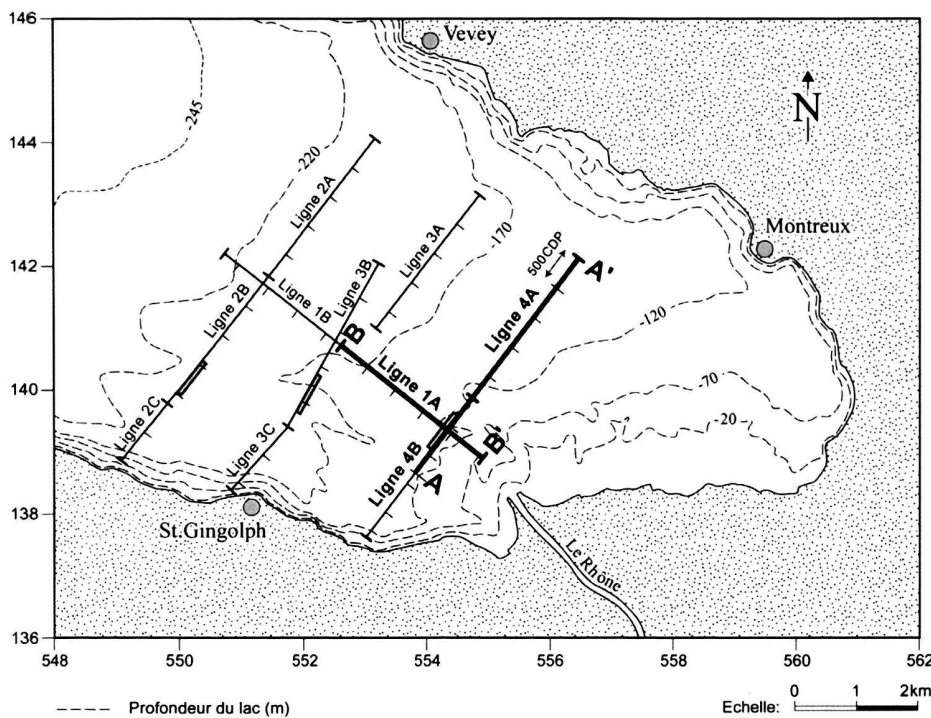 146
144
142
140
138
136
548
550
552
554
556
558
560
562
Vevey
N
Montreux
St.Gingolph
Le Rhône
-245
220
-170
-120
-70
-20
Ligne 2A
Ligne 2B
Ligne 2C
Ligne 1B
Ligne 3A
Ligne 3B
Ligne 3C
Ligne 1A
Ligne 4A
Ligne 4B
500CDP
A'
A
B
B'
Profondeur du lac (m)
Echelle:
0 1 2km